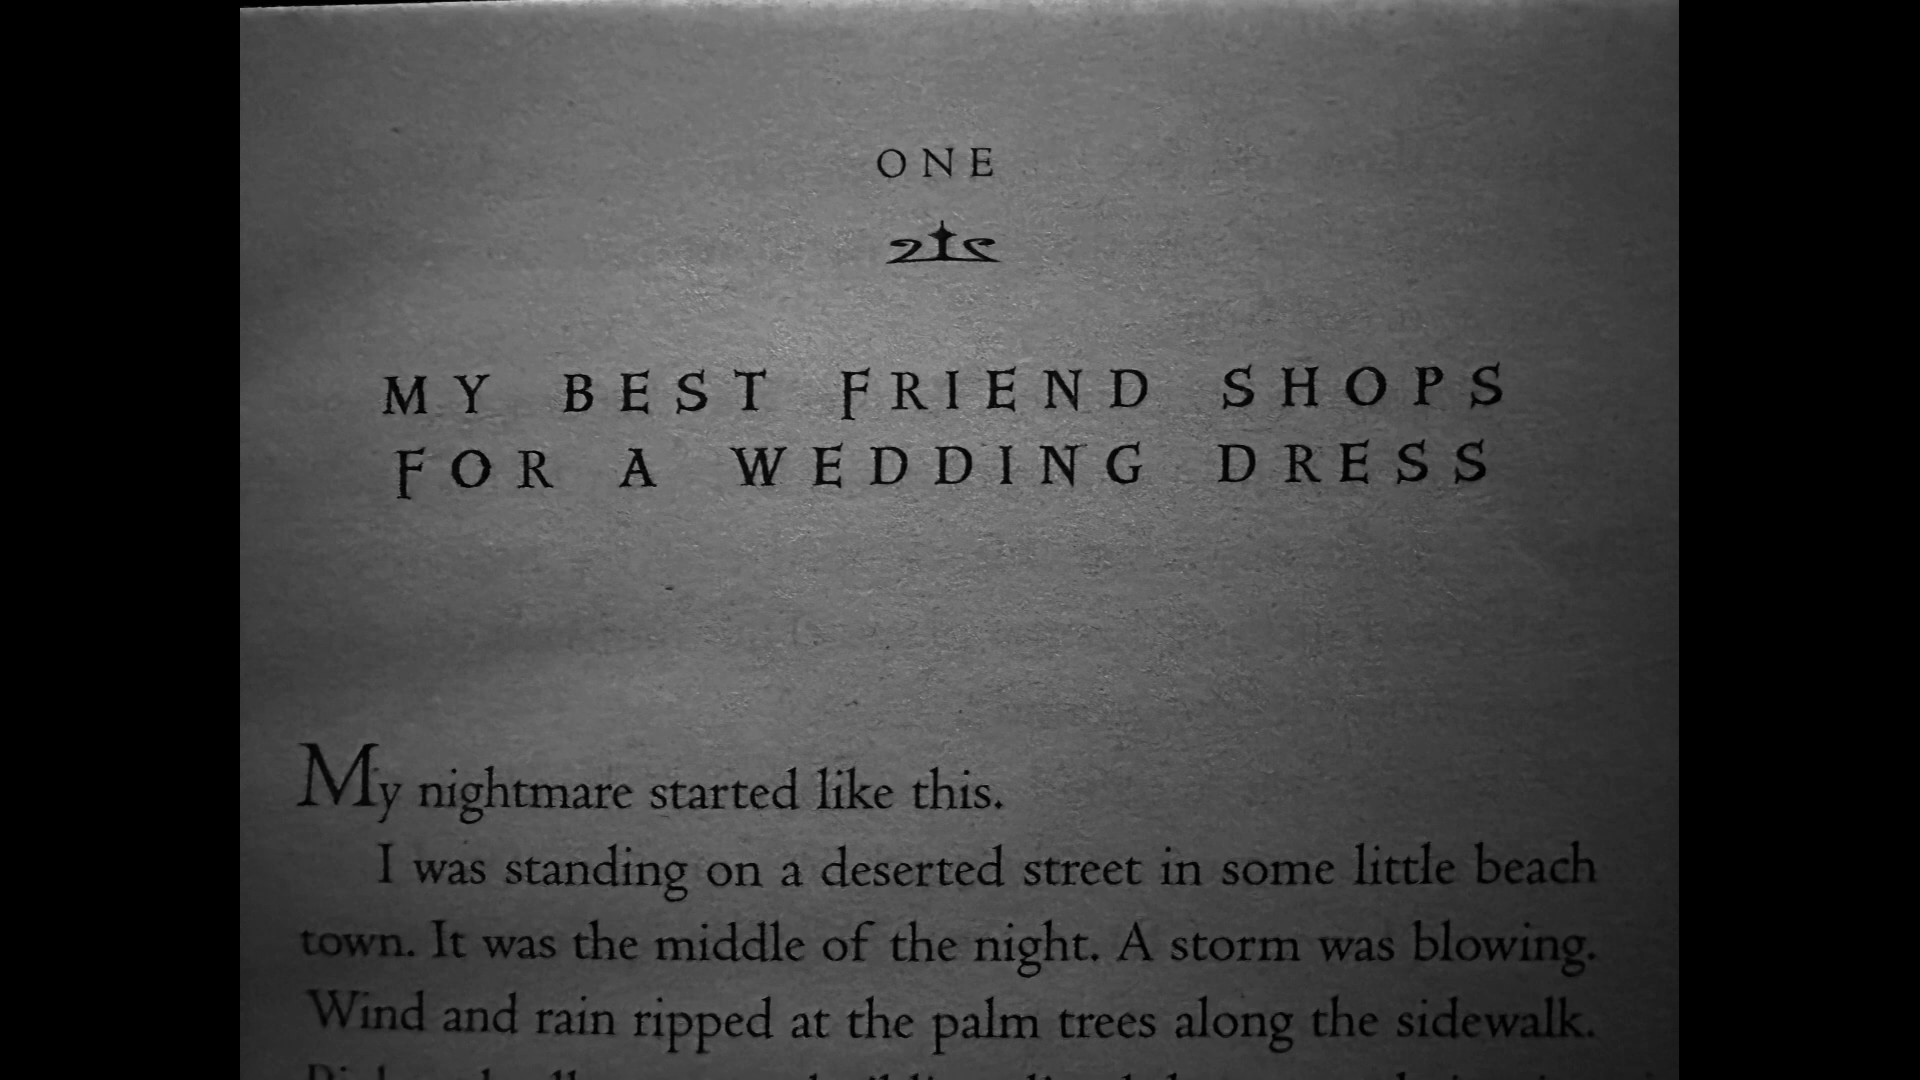 ONE
MY BEST FRIEND SHOPS
FOR A WEDDING DRESS
My nightmare started like this.
I was standing on a deserted street in some little beach
town. It was the middle of the night. A storm was blowing.
Wind and rain ripped at the palm trees along the sidewalk.